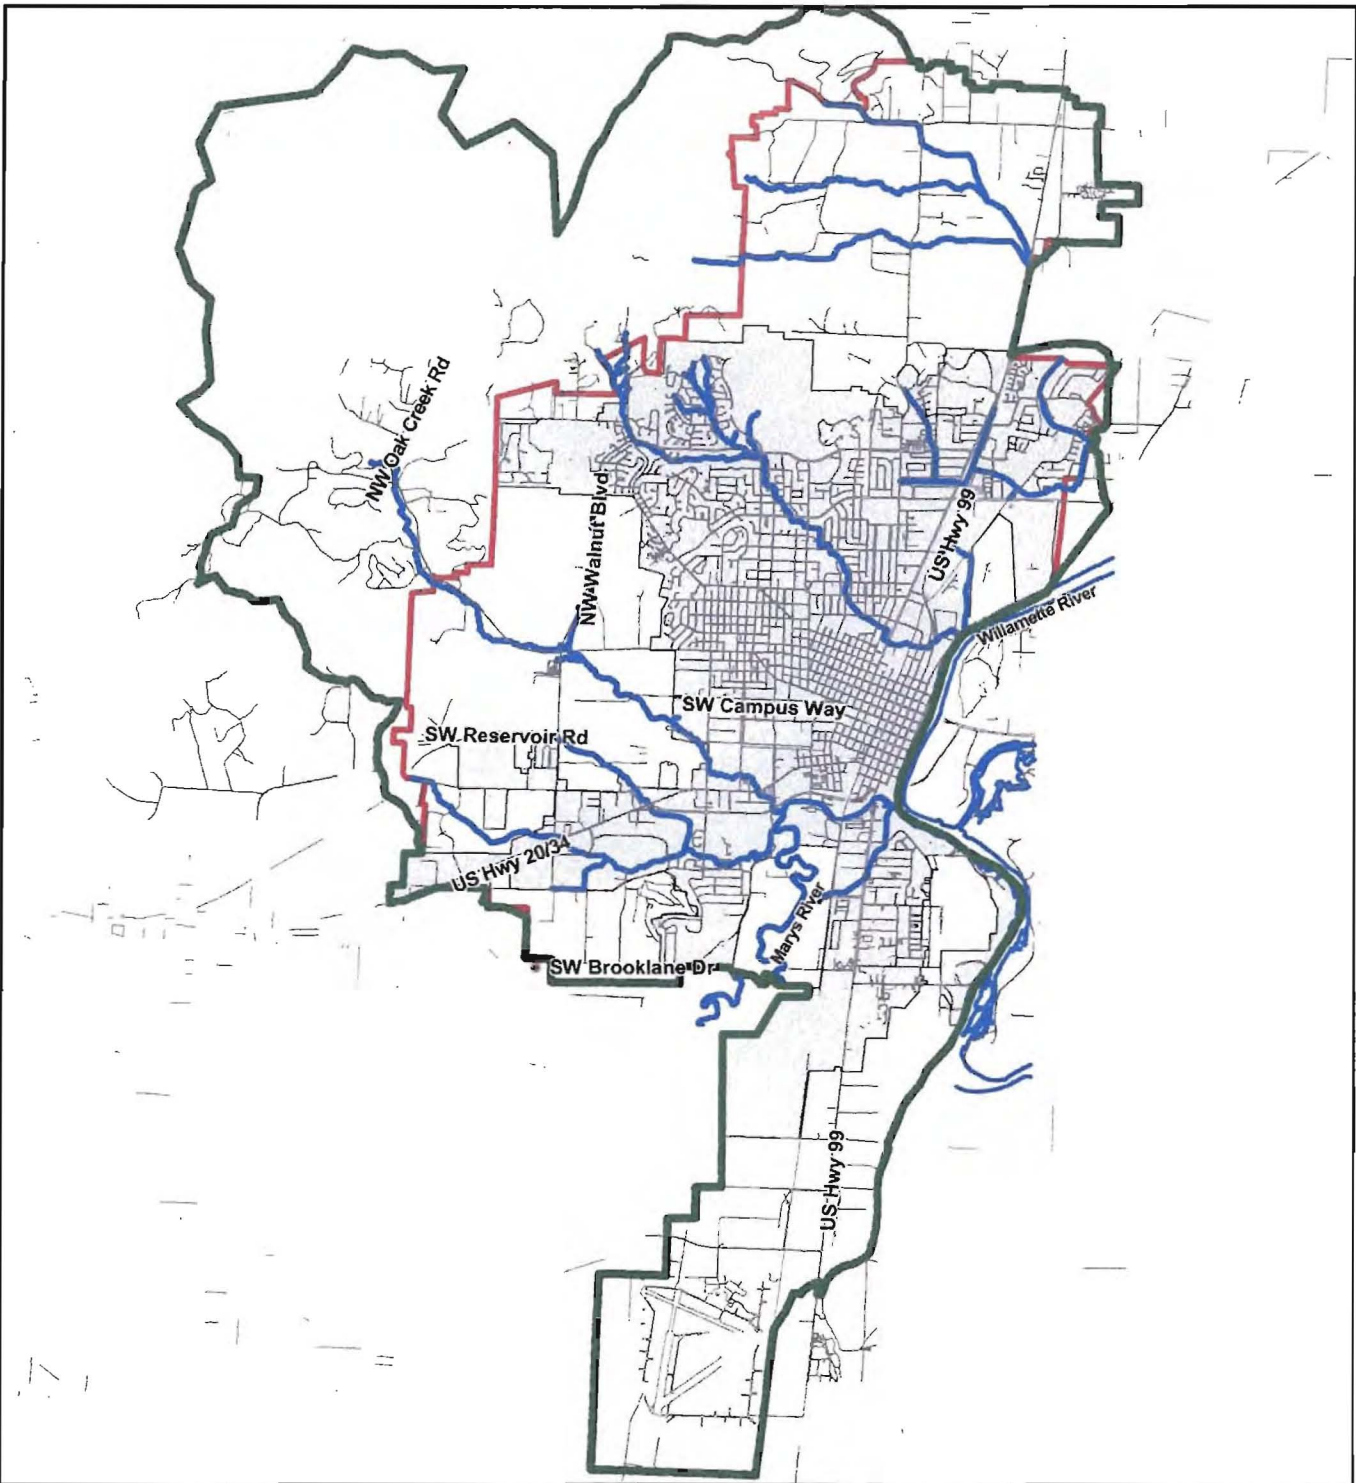 NW Oak Creek Rd
NW Walnut Blvd
US Hwy 99
Willamette River
SW Campus Way
SW Reservoir Rd
US Hwy 20/34
Marys River
SW Brooklane Dr
US Hwy 99